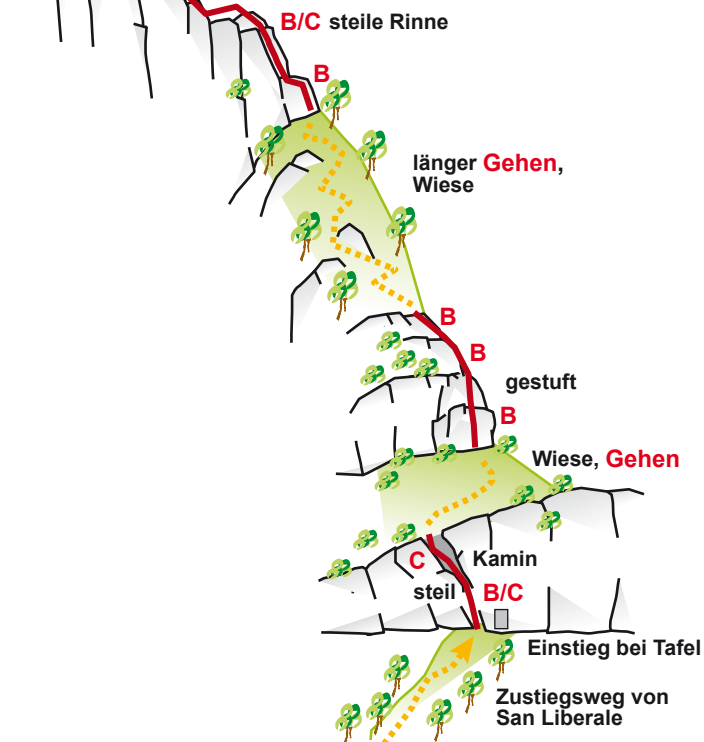 B/C steile Rinne
B
länger Gehen,
Wiese
B
B
gestuft
B
Wiese, Gehen
C
Kamin
steil B/C
Einstieg bei Tafel
Zustiegsweg von
San Liberale